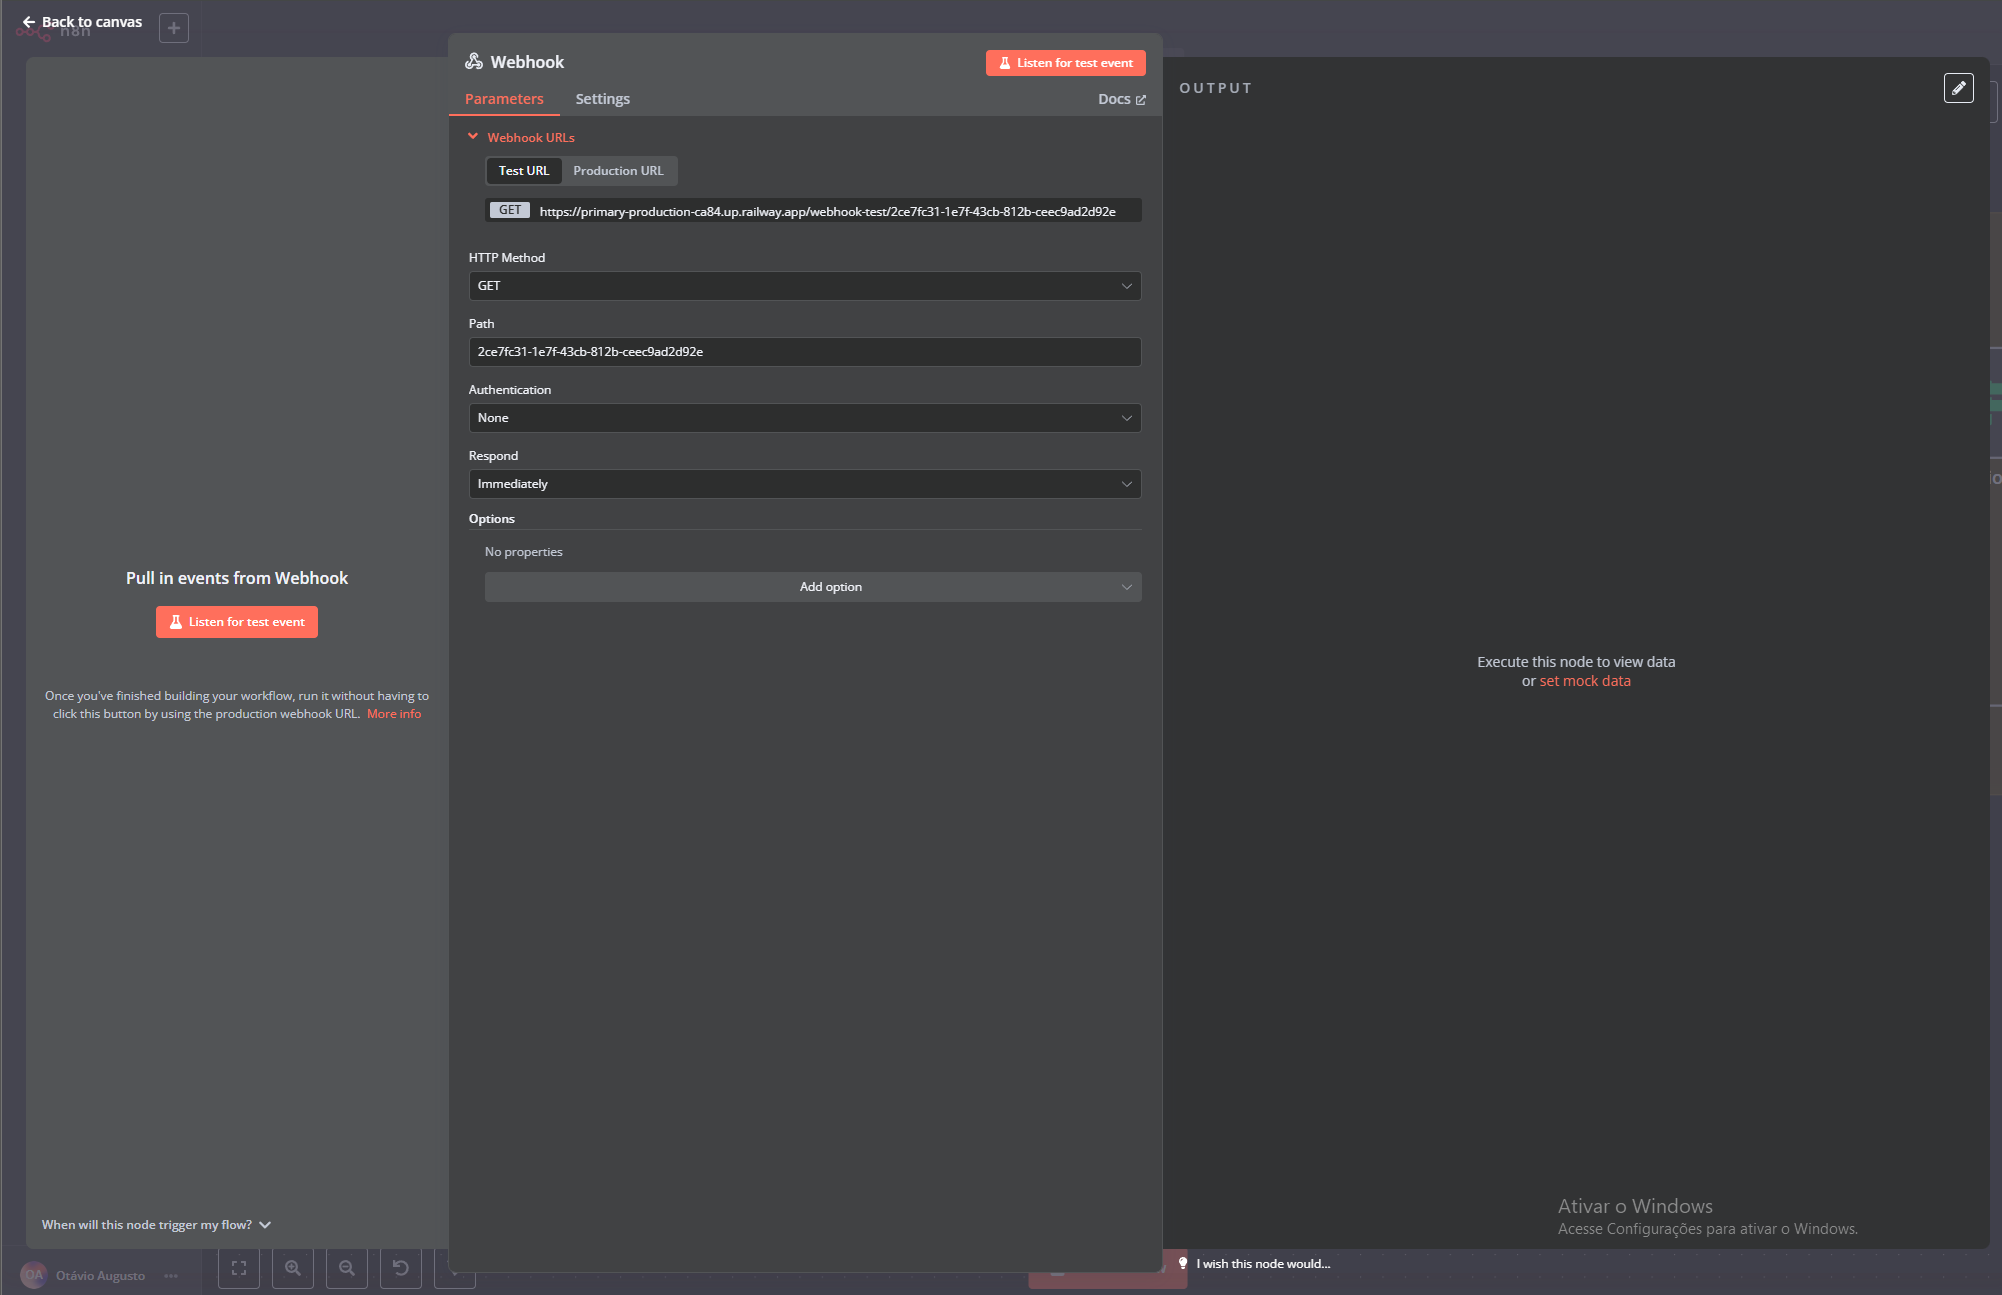 Back to canvas
n8n
Webhook
Listen for test event
Parameters
Settings
Docs
Webhook URLs
Test URL
Production URL
GET
https://primary-production-ca84.up.railway.app/webhook-test/2ce7fc31-1e7f-43cb-812b-ceec9ad2d92e
HTTP Method
GET
Path
2ce7fc31-1e7f-43cb-812b-ceec9ad2d92e
Authentication
None
Respond
Immediately
Options
No properties
Add option
Pull in events from Webhook
Listen for test event
Once you've finished building your workflow, run it without having to
click this button by using the production webhook URL. More info
When will this node trigger my flow?
OUTPUT
Execute this node to view data
or set mock data
Ativar o Windows
Acesse Configurações para ativar o Windows.
OA
Otávio Augusto
I wish this node would...